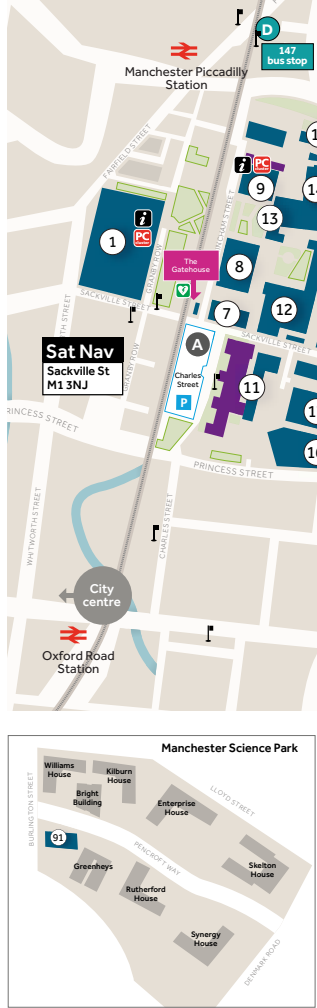 D
147
bus stop
Manchester Piccadilly
Station
FAIRFIELD STREET
i
PC
9
13
1
i
PC
GRANBY ROW
The
Gatehouse
8
SACKVILLE STREET
7
12
SACKVILLE STREET
Sat Nav
Sackville St
M1 3NJ
GRANBY ROW
A
Charles
Street
P
11
PRINCESS STREET
WHITWORTH STREET
CHARLES STREET
City
centre
Oxford Road
Station
Manchester Science Park
Williams
House
Kilburn
House
Bright
Building
LLOYD STREET
Enterprise
House
BURLINGTON STREET
91
PENCROFT WAY
Greenheys
Skelton
House
Rutherford
House
Synergy
House
DENMARK ROAD